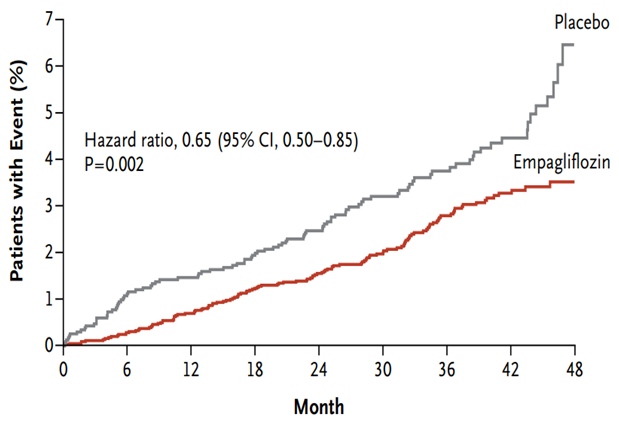 Patients with Event (%)
7
6
5
4
3
2
1
0
Placebo
Hazard ratio, 0.65 (95% CI, 0.50–0.85)
P=0.002
Empagliflozin
0 6 12 18 24 30 36 42 48
Month